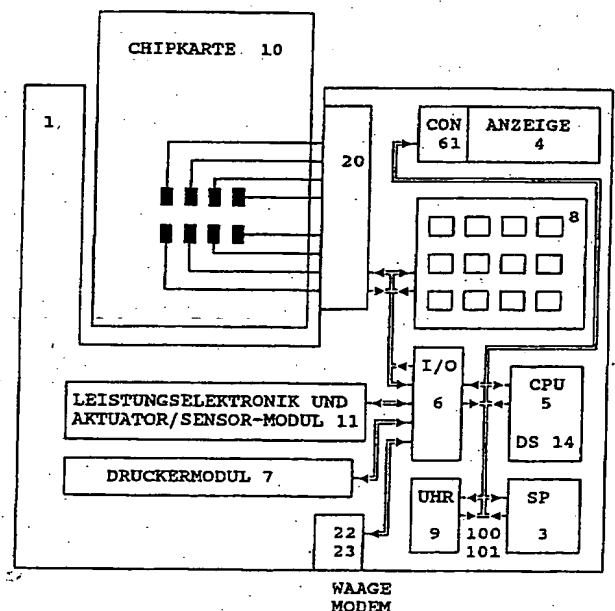 CHIPKARTE 10
1
20
CON
61
ANZEIGE
4
8
I/O
6
CPU
5
DS 14
LEISTUNGSELEKTRONIK UND
AKTUATOR/SENSOR-MODUL 11
DRUCKERMODUL 7
UHR
9
100
101
SP
3
22
23
WAAGE
MODEM